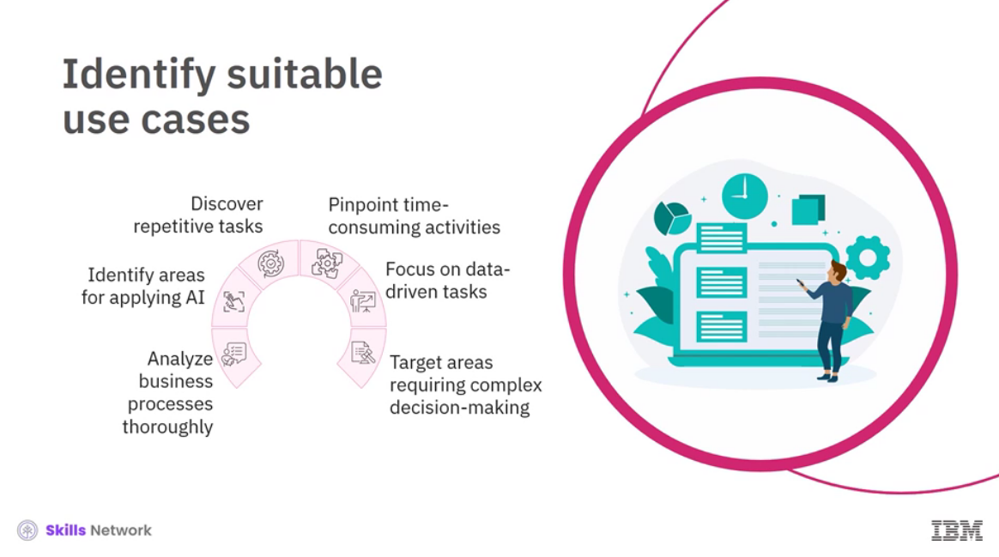 Identify suitable
use cases
Discover
repetitive tasks
Pinpoint time-
consuming activities
Identify areas
for applying AI
Focus on data-
driven tasks
Analyze
business
processes
thoroughly
Target areas
requiring complex
decision-making
Skills Network
IBM